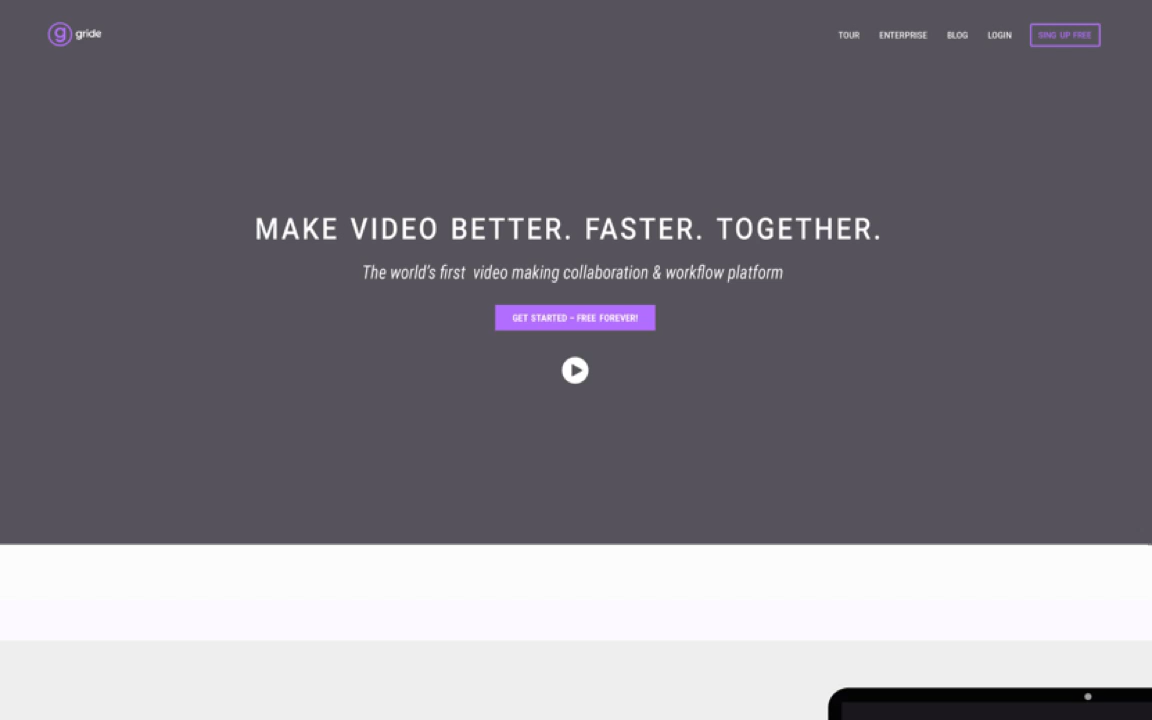 g gride
TOUR ENTERPRISE BLOG LOGIN SING UP FREE
MAKE VIDEO BETTER. FASTER. TOGETHER.
The world's first video making collaboration & workflow platform
GET STARTED - FREE FOREVER!